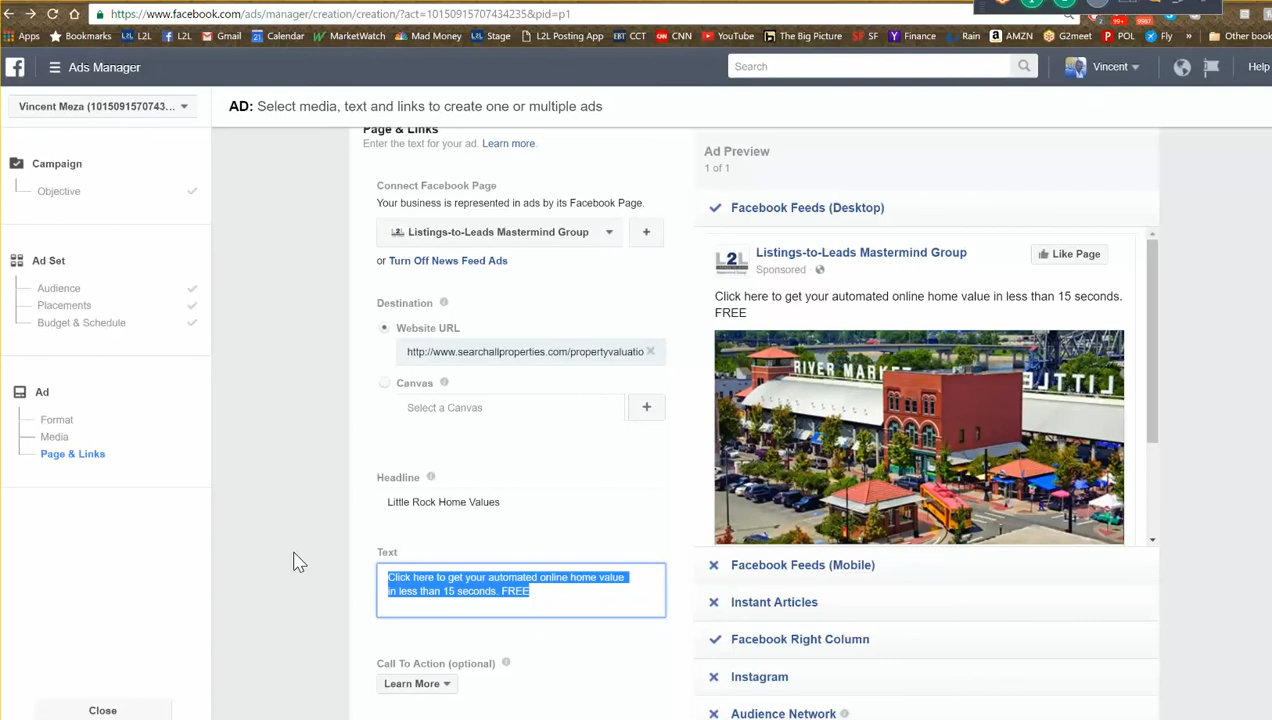 https://www.facebook.com/ads/manager/creation/creation/?act=1015091570743423 5&pid=p1
Apps Bookmarks L2L L2L Gmail Calendar MarketWatch Mad Money Stage L2L Posting App EBT CCT CNN YouTube The Big Picture SF SF Finance Rain AMZN G2meet POL Fly » Other book
Ads Manager
Search
Vincent
Help
Vincent Meza (1015091570743...
AD: Select media, text and links to create one or multiple ads
Campaign
Objective
Ad Set
Audience
Placements
Budget & Schedule
Ad
Format
Media
Page & Links
Close
Page & Links
Enter the text for your ad. Learn more.
Connect Facebook Page
Your business is represented in ads by its Facebook Page.
L2L Listings-to-Leads Mastermind Group
+
or Turn Off News Feed Ads
Destination
Website URL
http://www.searchallproperties.com/propertyvaluatio
Canvas
Select a Canvas
+
Headline
Little Rock Home Values
Text
Click here to get your automated online home value
in less than 15 seconds. FREE
Call To Action (optional)
Learn More
Ad Preview
1 of 1
Facebook Feeds (Desktop)
L2L
Listings-to-Leads Mastermind Group
Sponsored
Like Page
Click here to get your automated online home value in less than 15 seconds.
FREE
RIVER MARKET
LITTLE
Facebook Feeds (Mobile)
Instant Articles
Facebook Right Column
Instagram
Audience Network